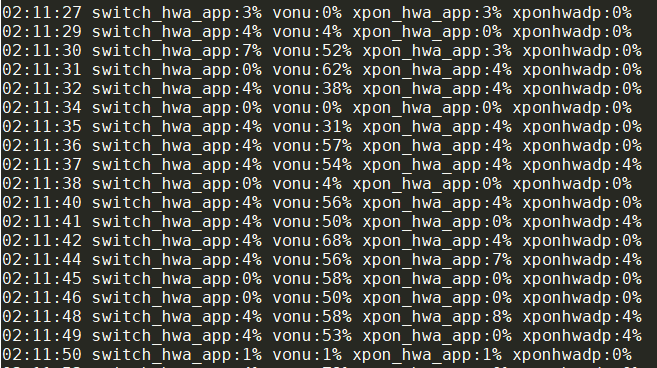 02:11:27 switch_hwa_app:3% vonu:0% xpon_hwa_app:3% xponhwadp:0%
02:11:29 switch_hwa_app:4% vonu:4% xpon_hwa_app:0% xponhwadp:0%
02:11:30 switch_hwa_app:7% vonu:52% xpon_hwa_app:3% xponhwadp:0%
02:11:31 switch_hwa_app:0% vonu:62% xpon_hwa_app:4% xponhwadp:0%
02:11:32 switch_hwa_app:4% vonu:38% xpon_hwa_app:4% xponhwadp:0%
02:11:34 switch_hwa_app:0% vonu:0% xpon_hwa_app:0% xponhwadp:0%
02:11:35 switch_hwa_app:4% vonu:31% xpon_hwa_app:4% xponhwadp:0%
02:11:36 switch_hwa_app:4% vonu:57% xpon_hwa_app:4% xponhwadp:0%
02:11:37 switch_hwa_app:4% vonu:54% xpon_hwa_app:4% xponhwadp:4%
02:11:38 switch_hwa_app:0% vonu:4% xpon_hwa_app:0% xponhwadp:0%
02:11:40 switch_hwa_app:4% vonu:56% xpon_hwa_app:4% xponhwadp:0%
02:11:41 switch_hwa_app:4% vonu:50% xpon_hwa_app:0% xponhwadp:4%
02:11:42 switch_hwa_app:4% vonu:68% xpon_hwa_app:4% xponhwadp:0%
02:11:44 switch_hwa_app:4% vonu:56% xpon_hwa_app:7% xponhwadp:4%
02:11:45 switch_hwa_app:0% vonu:58% xpon_hwa_app:0% xponhwadp:0%
02:11:46 switch_hwa_app:0% vonu:50% xpon_hwa_app:0% xponhwadp:0%
02:11:48 switch_hwa_app:4% vonu:58% xpon_hwa_app:8% xponhwadp:4%
02:11:49 switch_hwa_app:4% vonu:53% xpon_hwa_app:0% xponhwadp:4%
02:11:50 switch_hwa_app:1% vonu:1% xpon_hwa_app:1% xponhwadp:0%